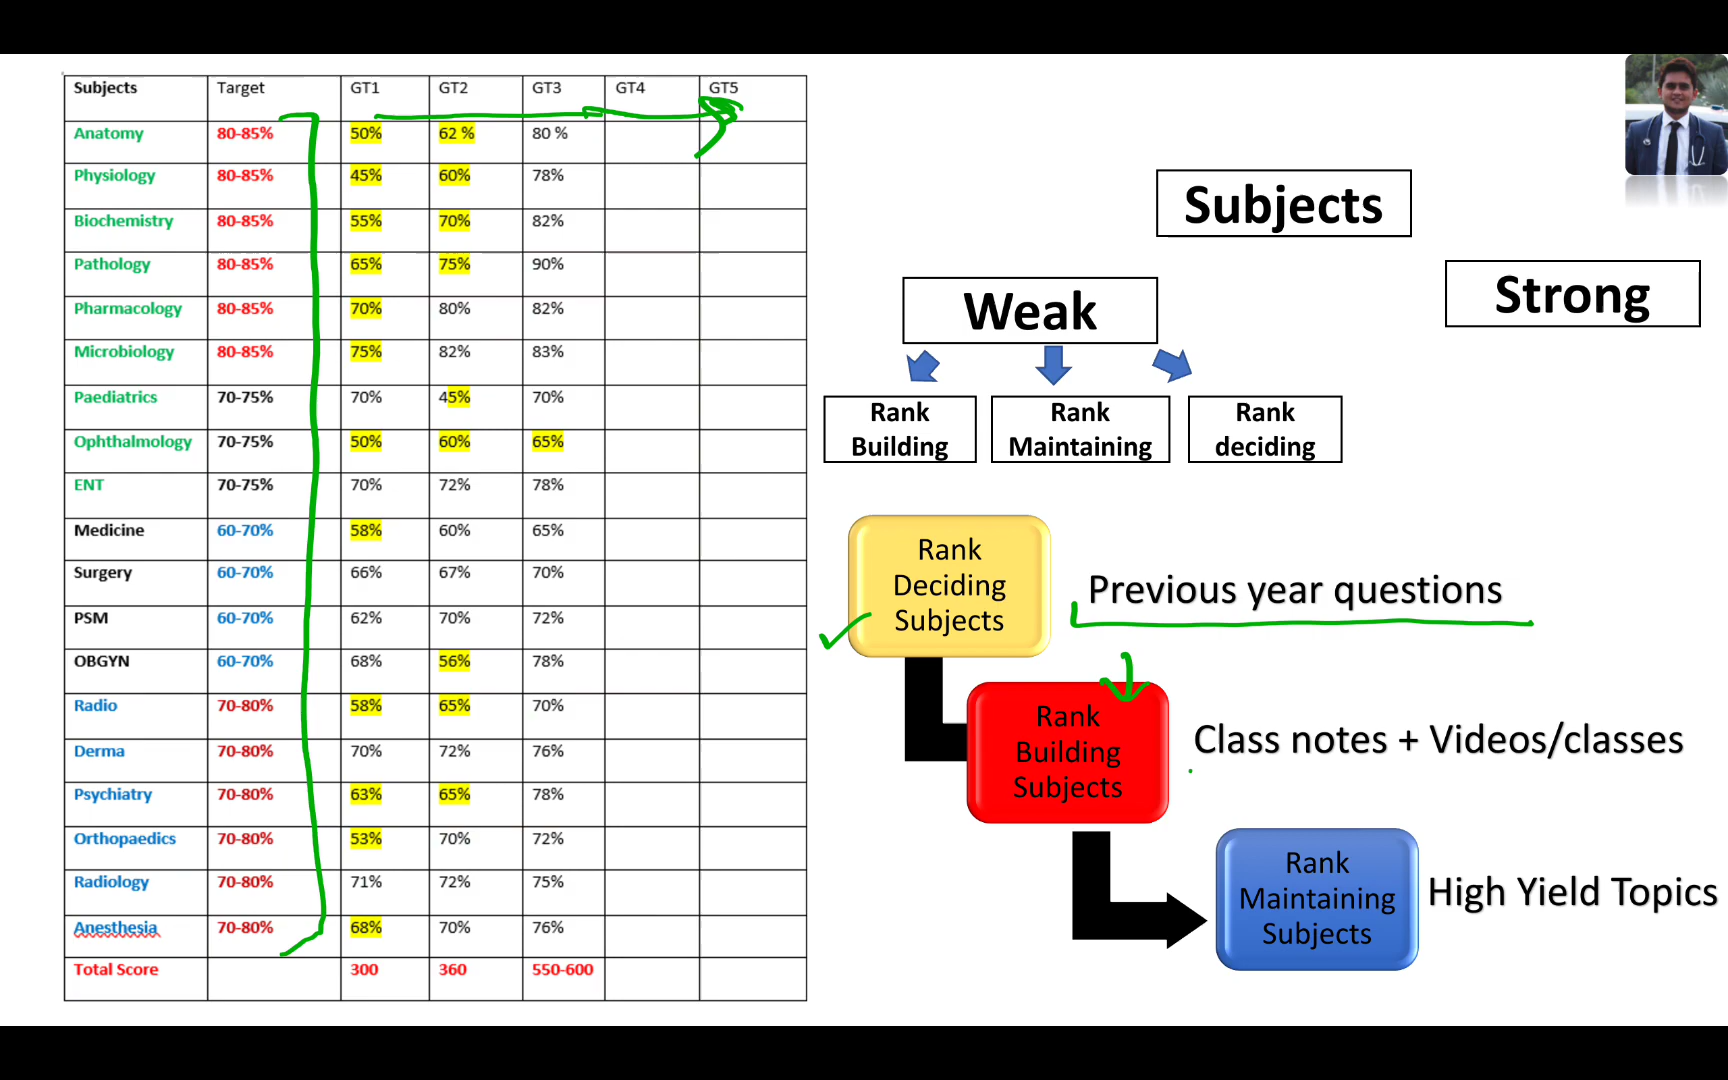 Subjects Target GT1 GT2 GT3 GT4 GT5
Anatomy 80-85% 50% 62 % 80 %
Physiology 80-85% 45% 60% 78%
Biochemistry 80-85% 55% 70% 82%
Pathology 80-85% 65% 75% 90%
Pharmacology 80-85% 70% 80% 82%
Microbiology 80-85% 75% 82% 83%
Paediatrics 70-75% 70% 45% 70%
Ophthalmology 70-75% 50% 60% 65%
ENT 70-75% 70% 72% 78%
Medicine 60-70% 58% 60% 65%
Surgery 60-70% 66% 67% 70%
PSM 60-70% 62% 70% 72%
OBGYN 60-70% 68% 56% 78%
Radio 70-80% 58% 65% 70%
Derma 70-80% 70% 72% 76%
Psychiatry 70-80% 63% 65% 78%
Orthopaedics 70-80% 53% 70% 72%
Radiology 70-80% 71% 72% 75%
Anesthesia 70-80% 68% 70% 76%
Total Score 300 360 550-600
Subjects
Weak
Strong
Rank
Building
Rank
Maintaining
Rank
deciding
Rank
Deciding
Subjects
Previous year questions
Rank
Building
Subjects
Class notes + Videos/classes
Rank
Maintaining
Subjects
High Yield Topics